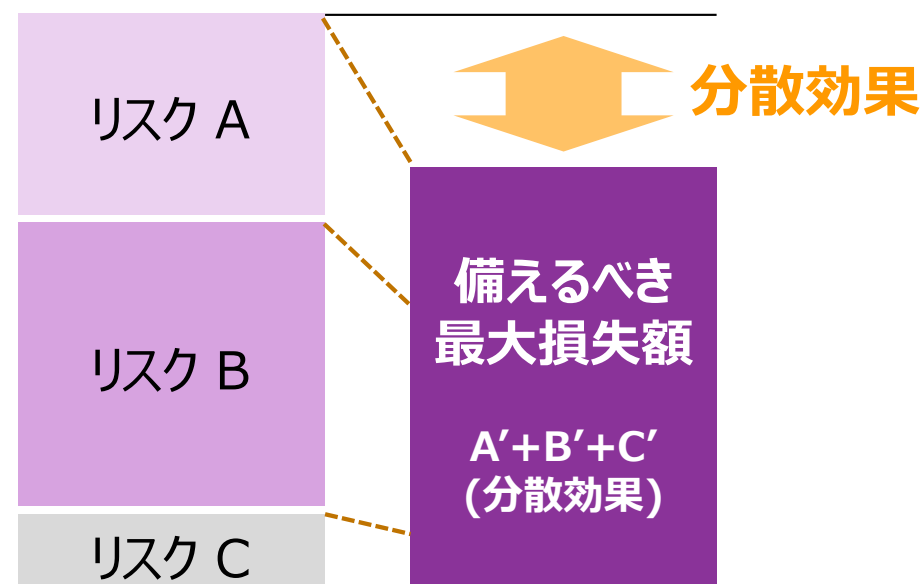 リスク A
リスク B
リスク C
分散効果
備えるべき
最大損失額
A′+B′+C′
(分散効果)